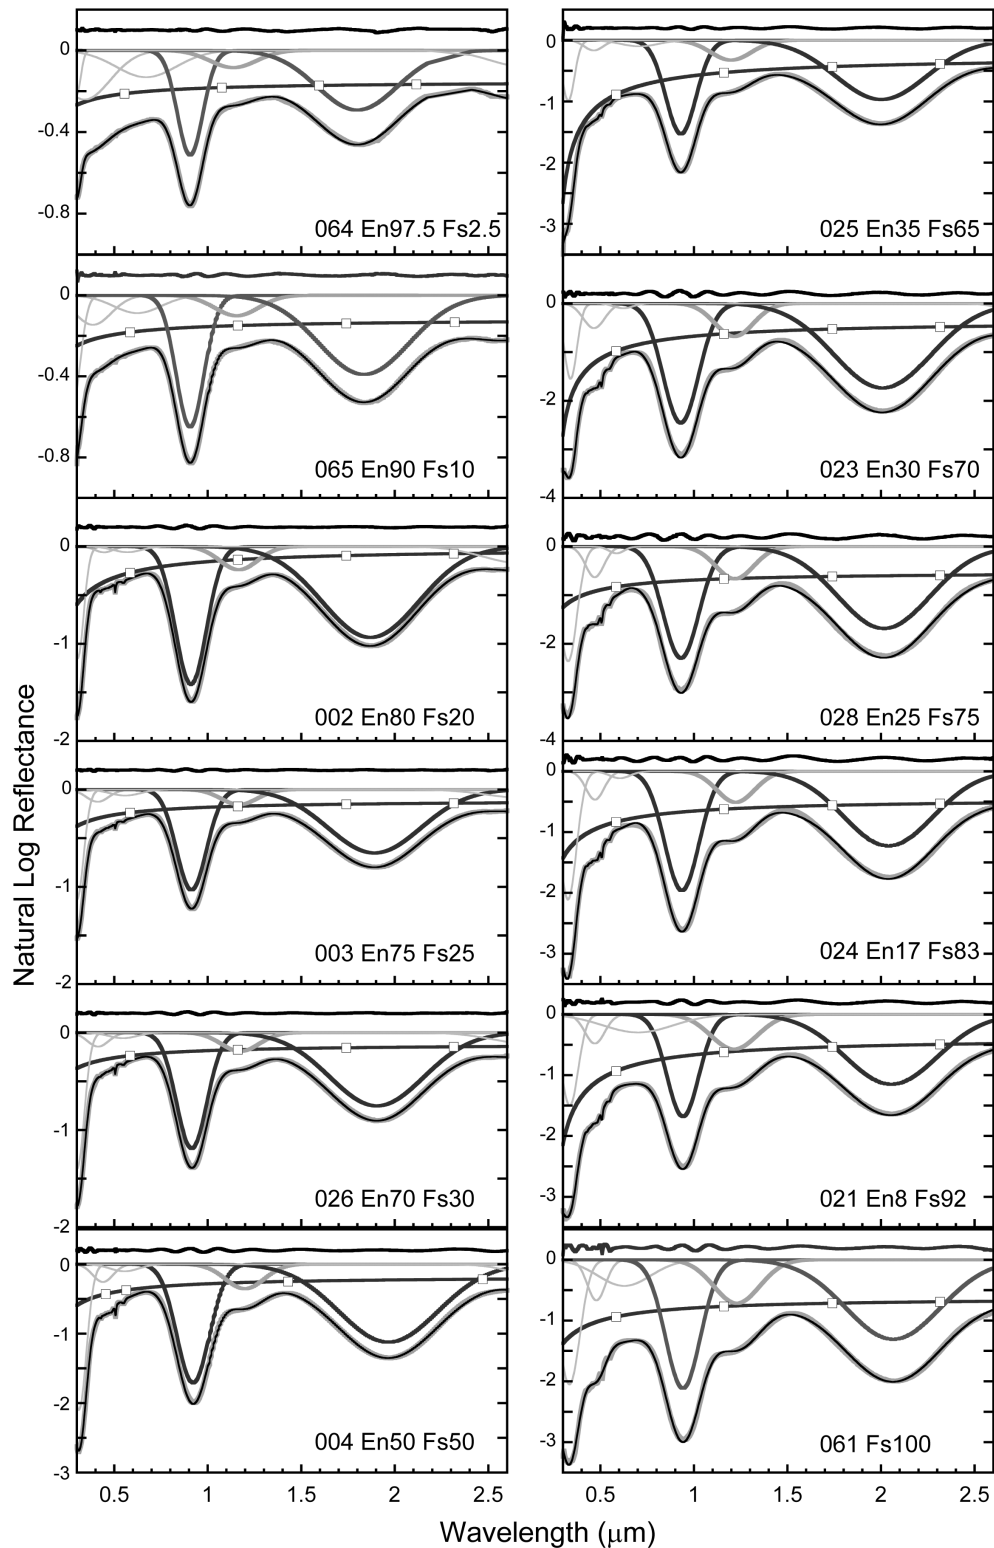 0
-0.4
-0.8
064 En97.5 Fs2.5
0
-0.4
-0.8
065 En90 Fs10
0
-1
-2
002 En80 Fs20
0
-1
-2
003 En75 Fs25
0
-1
-2
026 En70 Fs30
0
-1
-2
-3
004 En50 Fs50
0.5 1 1.5 2 2.5
0
-1
-2
-3
025 En35 Fs65
0
-2
-4
023 En30 Fs70
0
-2
-4
028 En25 Fs75
0
-1
-2
-3
024 En17 Fs83
0
-1
-2
-3
021 En8 Fs92
0
-1
-2
-3
061 Fs100
0.5 1 1.5 2 2.5
Natural Log Reflectance
Wavelength (μm)